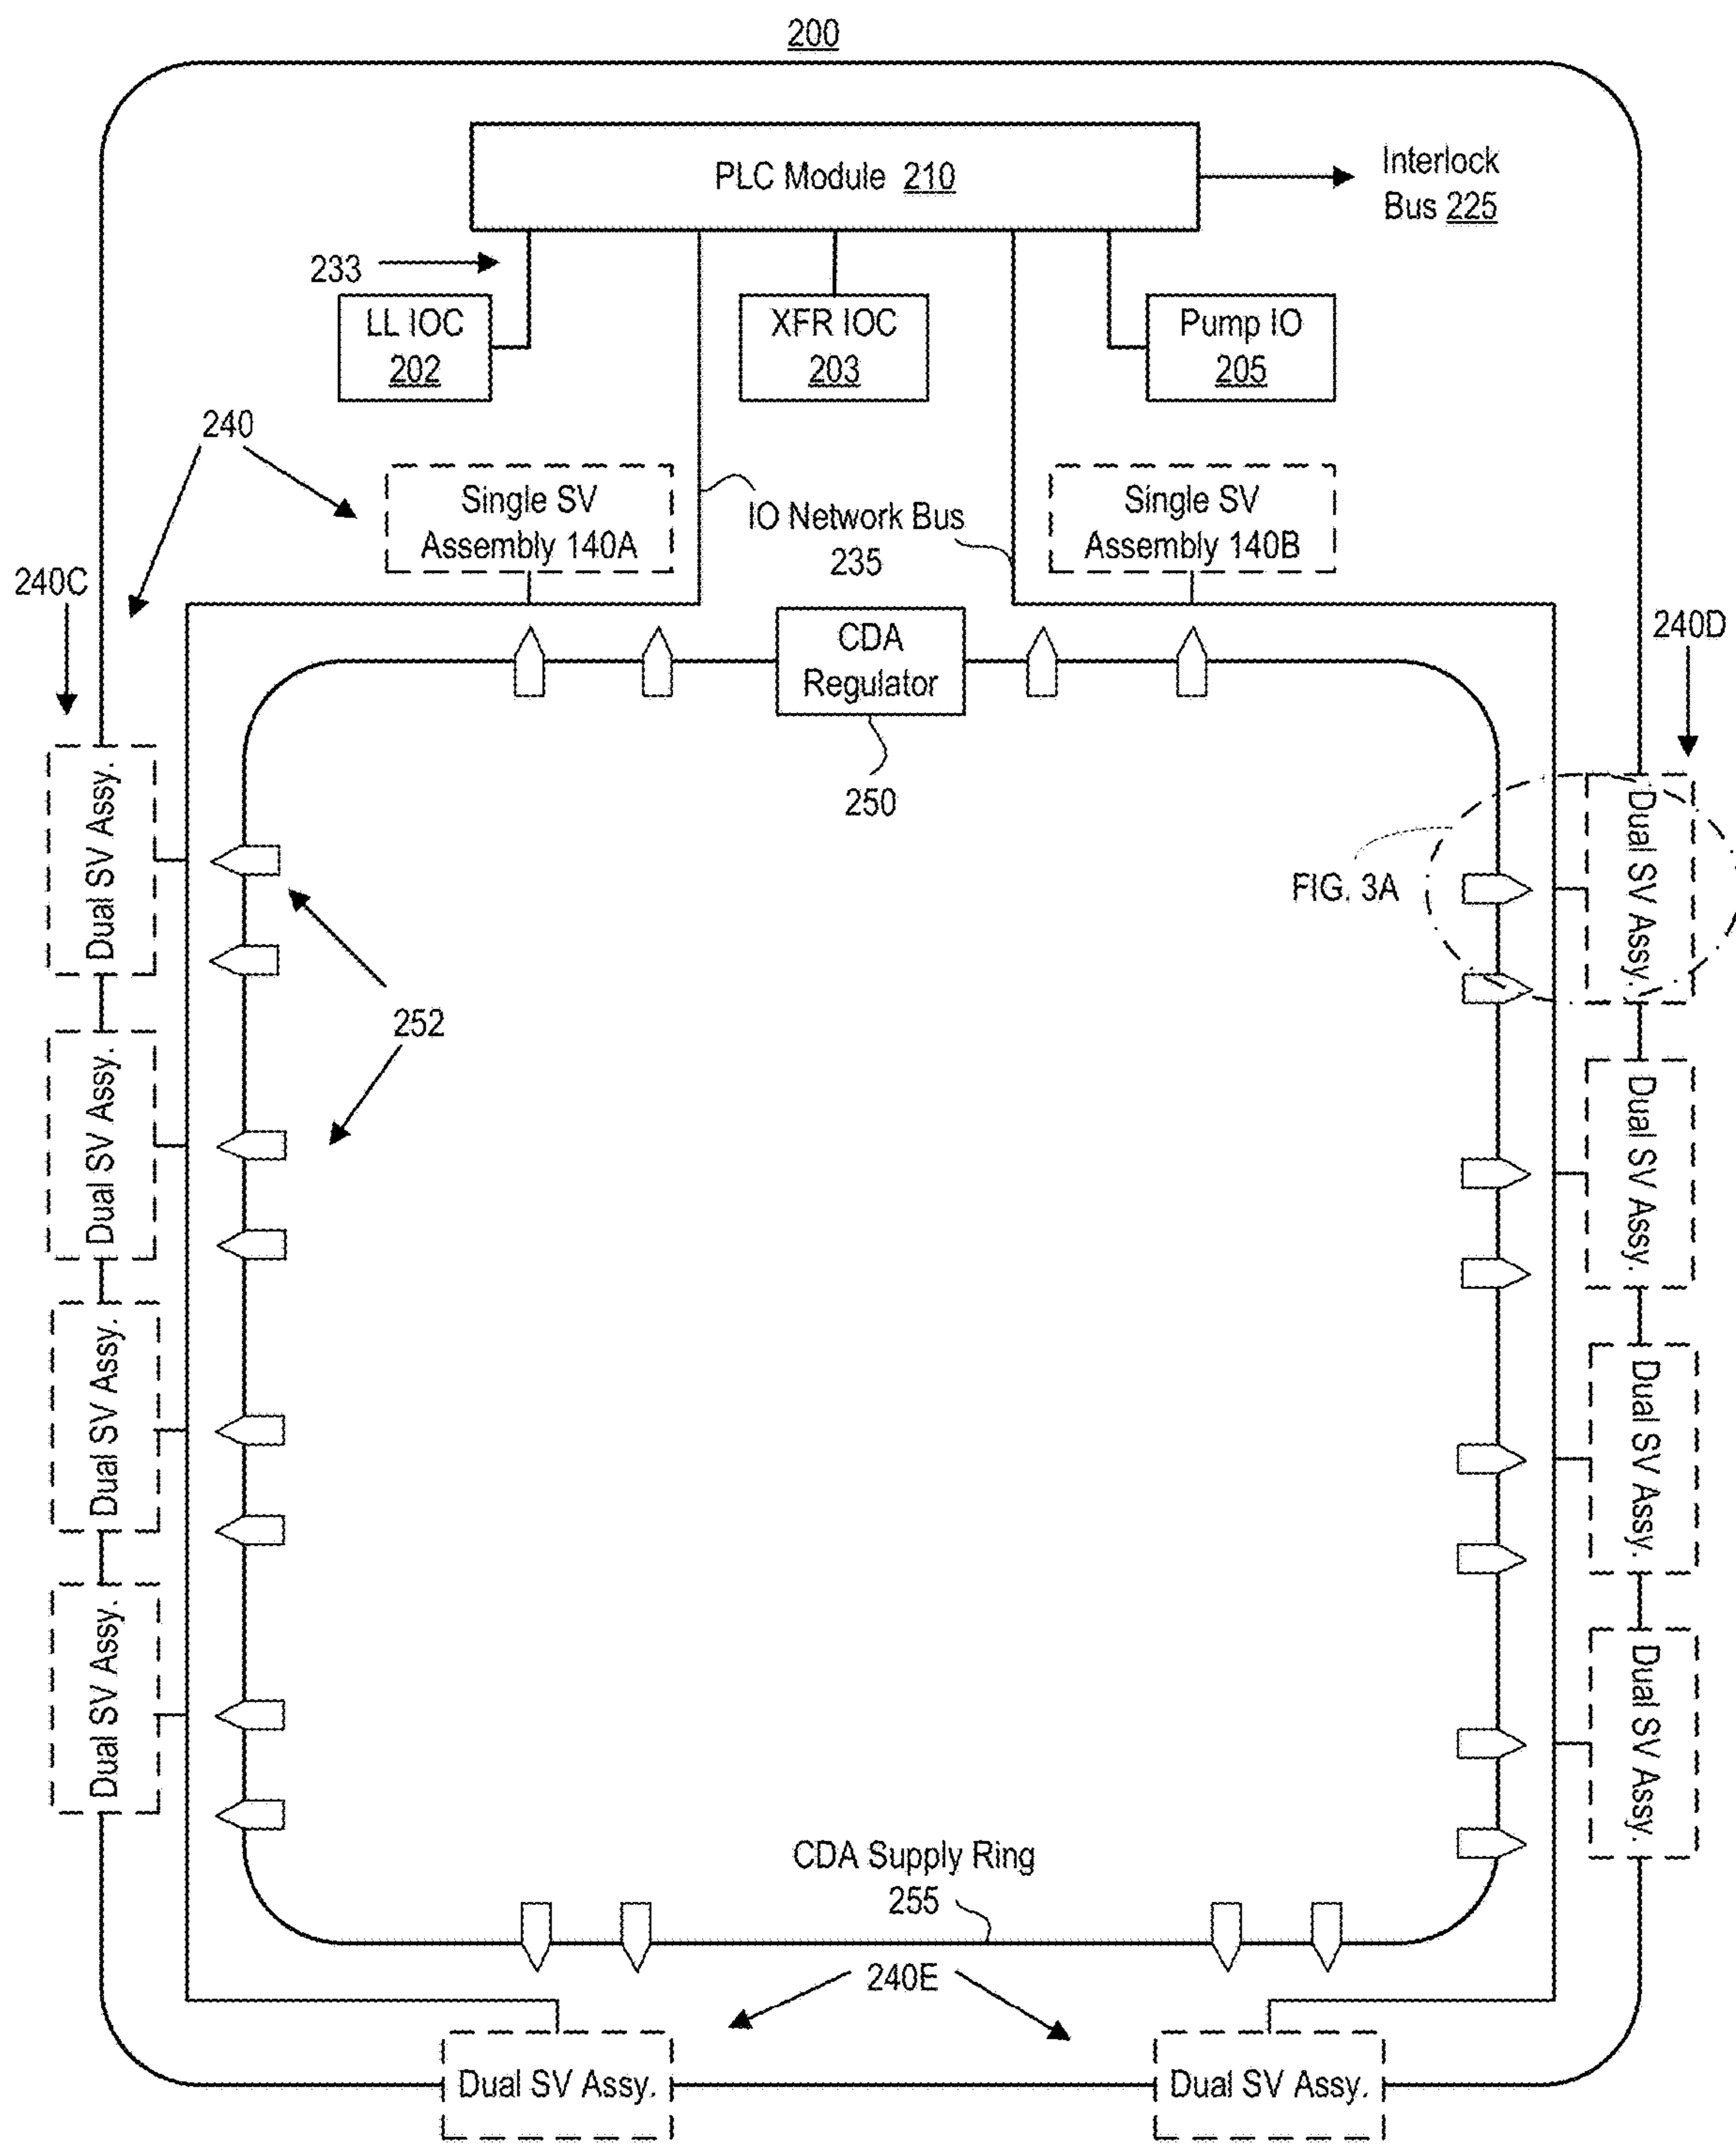 200
PLC Module 210
Interlock
Bus 225
233
LL IOC
202
XFR IOC
203
Pump IO
205
240
Single SV
Assembly 140A
IO Network Bus
235
Single SV
Assembly 140B
240C
240D
CDA
Regulator
250
Dual SV Assy.
Dual SV Assy.
Dual SV Assy.
Dual SV Assy.
252
FIG. 3A
Dual SV Assy.
Dual SV Assy.
Dual SV Assy.
Dual SV Assy.
CDA Supply Ring
255
240E
Dual SV Assy.
Dual SV Assy.